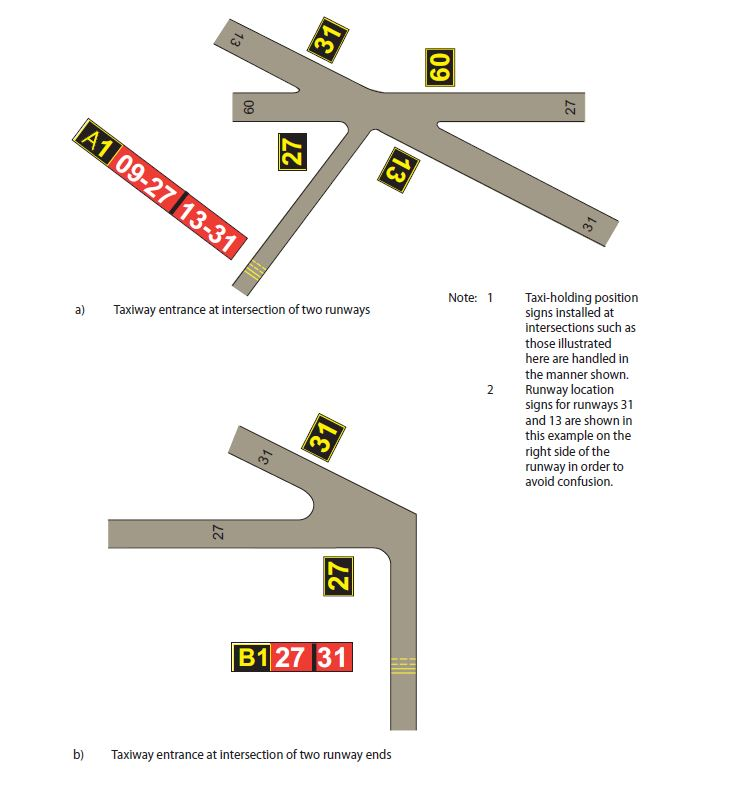 13
31
09
09
27
A1 09-27 13-31
27
13
31
a) Taxiway entrance at intersection of two runways
Note: 1 Taxi-holding position
signs installed at
intersections such as
those illustrated
here are handled in
the manner shown.
2 Runway location
signs for runways 31
and 13 are shown in
this example on the
right side of the
runway in order to
avoid confusion.
31
31
27
27
B1 27 31
b) Taxiway entrance at intersection of two runway ends